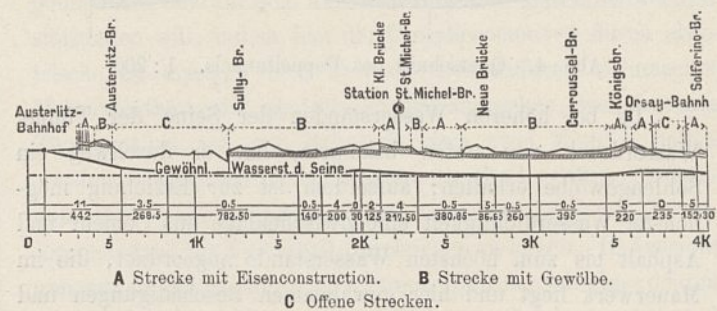 Austerlitz-Br.
Sully-Br.
Kl. Brücke
St.Michel-Br.
Station St.Michel-Br.
Neue Brücke
Carroussel-Br.
Königsbr.
Solferino-Br.
Orsay-Bahnh
Austerlitz-
Bahnhof
A B C B A B A B A B A C A
Gewöhnl. Wasserst. d. Seine
11 3.5 0.5 0.5 4 0 2 4 0.5 5 0.5 0.5 5 0 5
442 268.5 782.50 140 200 30 125 212.50 380.85 86.65 260 395 220 235 152.30
0 5 1K 5 2K 5 3K 5 4K
A Strecke mit Eisenconstruction. B Strecke mit Gewölbe.
C Offene Strecken.